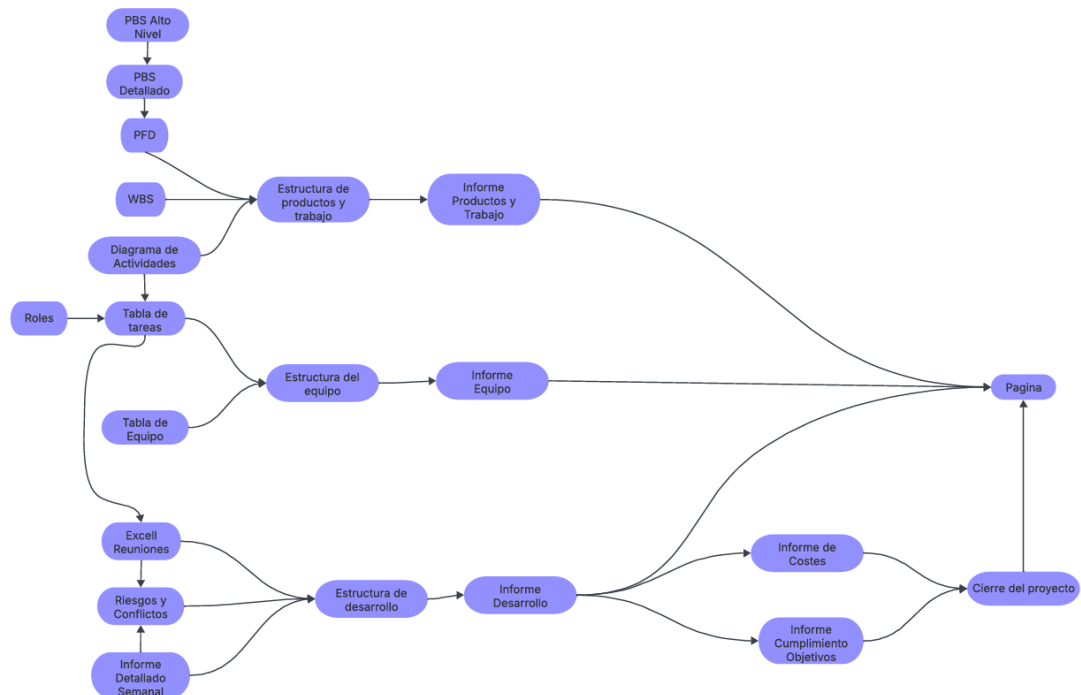 PBS Alto
Nivel
PBS
Detallado
PFD
WBS
Estructura de
productos y
trabajo
Informe
Productos y
Trabajo
Diagrama de
Actividades
Roles
Tabla de
tareas
Estructura del
equipo
Informe
Equipo
Pagina
Tabla de
Equipo
Excell
Reuniones
Informe de
Costes
Riesgos y
Conflictos
Estructura de
desarrollo
Informe
Desarrollo
Cierre del proyecto
Informe
Cumplimiento
Objetivos
Informe
Detallado
Semanal